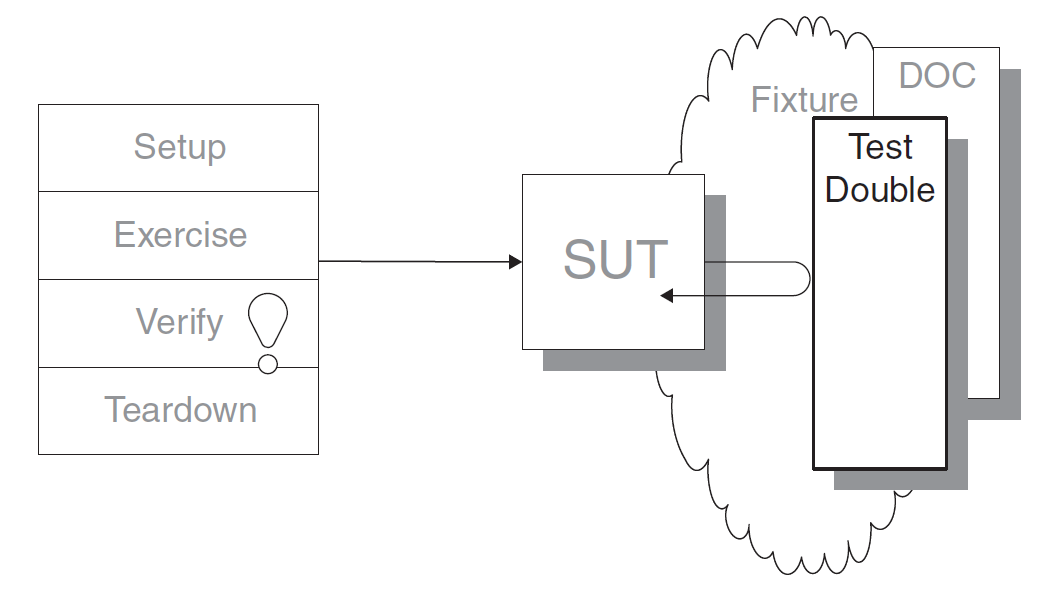 Setup
Exercise
Verify
Teardown
SUT
Fixture
DOC
Test
Double